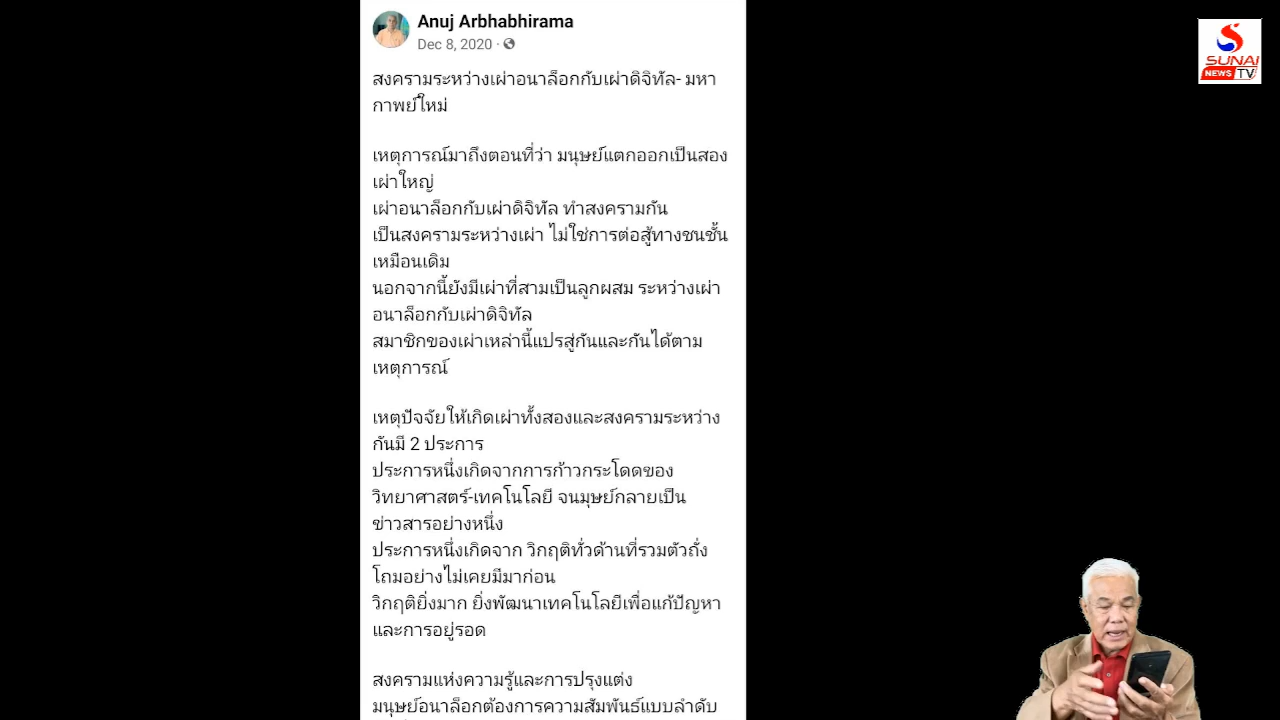 Anuj Arbhabhirama
Dec 8, 2020 ·
สงครามระหว่างเผ่าอนาล็อกกับเผ่าดิจิทัล- มหา
กาพย์ใหม่
เหตุการณ์มาถึงตอนที่ว่า มนุษย์แตกออกเป็นสอง
เผ่าใหญ่
เผ่าอนาล็อกกับเผ่าดิจิทัล ทำสงครามกัน
เป็นสงครามระหว่างเผ่า ไม่ใช่การต่อสู้ทางชนชั้น
เหมือนเดิม
นอกจากนี้ยังมีเผ่าที่สามเป็นลูกผสม ระหว่างเผ่า
อนาล็อกกับเผ่าดิจิทัล
สมาชิกของเผ่าเหล่านี้แปรสู่กันและกันได้ตาม
เหตุการณ์
เหตุปัจจัยให้เกิดเผ่าทั้งสองและสงครามระหว่าง
กันมี 2 ประการ
ประการหนึ่งเกิดจากการก้าวกระโดดของ
วิทยาศาสตร์-เทคโนโลยี จนมุษย์กลายเป็น
ข่าวสารอย่างหนึ่ง
ประการหนึ่งเกิดจาก วิกฤติทั่วด้านที่รวมตัวถั่ง
โถมอย่างไม่เคยมีมาก่อน
วิกฤติยิ่งมาก ยิ่งพัฒนาเทคโนโลยีเพื่อแก้ปัญหา
และการอยู่รอด
สงครามแห่งความรู้และการปรุงแต่ง
มนุษย์อนาล็อกต้องการความสัมพันธ์แบบลำดับ
SUNAI
NEWS TV